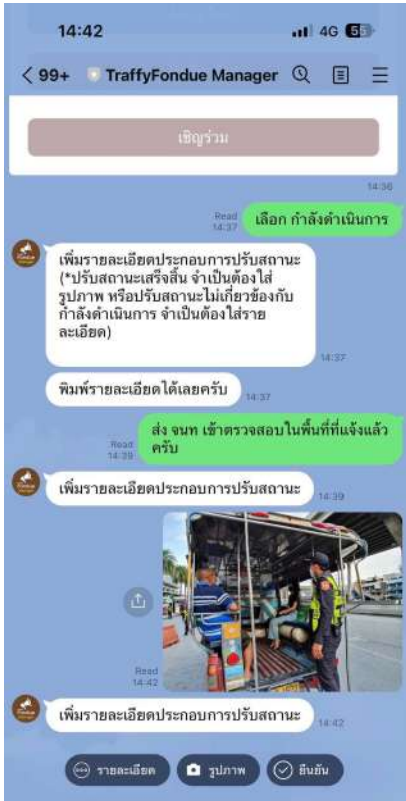 14:42
4G 55
< 99+ TraffyFondue Manager
เชิญร่วม
14:36
Read
14:37
เลือก กำลังดำเนินการ
เพิ่มรายละเอียดประกอบการปรับสถานะ
(*ปรับสถานะเสร็จสิ้น จำเป็นต้องใส่
รูปภาพ หรือปรับสถานะไม่เกี่ยวข้องกับ
กำลังดำเนินการ จำเป็นต้องใส่ราย
ละเอียด)
14:37
พิมพ์รายละเอียดได้เลยครับ
14:37
ส่ง จนท เข้าตรวจสอบในพื้นที่ที่แจ้งแล้ว
ครับ
Read
14:39
เพิ่มรายละเอียดประกอบการปรับสถานะ
14:39
Read
14:42
เพิ่มรายละเอียดประกอบการปรับสถานะ
14:42
รายละเอียด
รูปภาพ
ยืนยัน